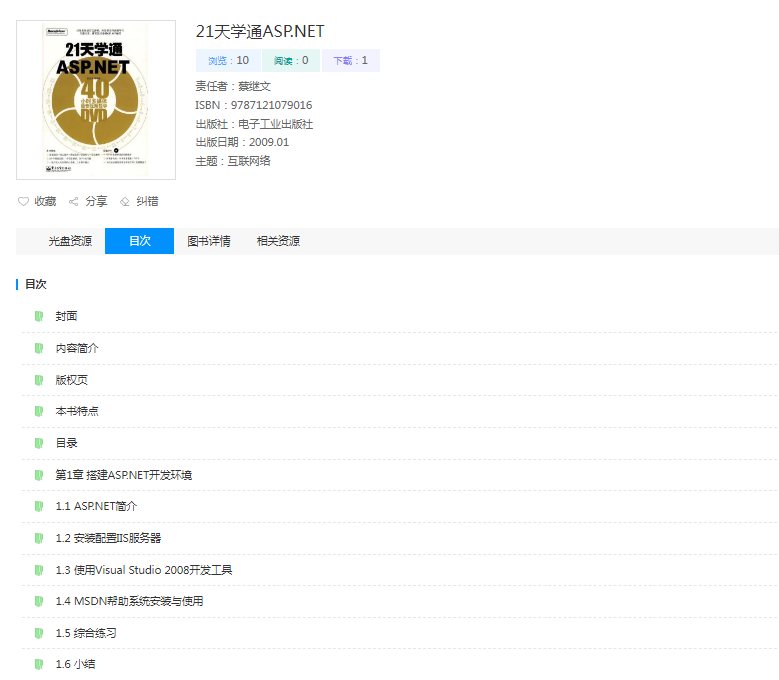 21天学通
ASP.NET
40
DVD
21天学通ASP.NET
浏览：10 阅读：0 下载：1
责任者：蔡继文
ISBN：9787121079016
出版社：电子工业出版社
出版日期：2009.01
主题：互联网络
收藏 分享 纠错
光盘资源 目次 图书详情 相关资源
目次
封面
内容简介
版权页
本书特点
目录
第1章 搭建ASP.NET开发环境
1.1 ASP.NET简介
1.2 安装配置IIS服务器
1.3 使用Visual Studio 2008开发工具
1.4 MSDN帮助系统安装与使用
1.5 综合练习
1.6 小结